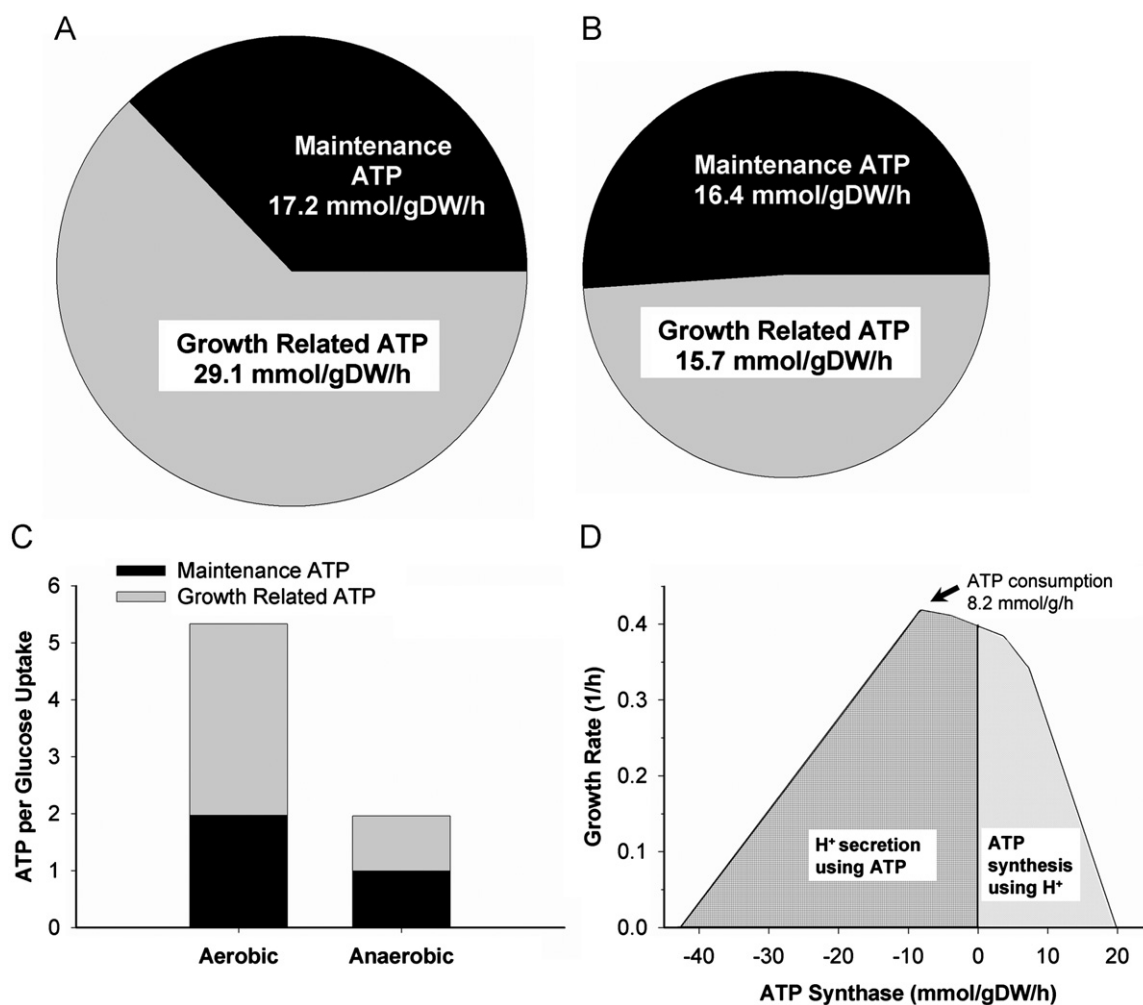 A
Maintenance
ATP
17.2 mmol/gDW/h
Growth Related ATP
29.1 mmol/gDW/h
B
Maintenance ATP
16.4 mmol/gDW/h
Growth Related ATP
15.7 mmol/gDW/h
C
Maintenance ATP
Growth Related ATP
ATP per Glucose Uptake
6
5
4
3
2
1
0
Aerobic
Anaerobic
D
ATP consumption
8.2 mmol/g/h
Growth Rate (1/h)
0.4
0.3
0.2
0.1
0.0
H⁺ secretion
using ATP
ATP
synthesis
using H⁺
-40 -30 -20 -10 0 10 20
ATP Synthase (mmol/gDW/h)